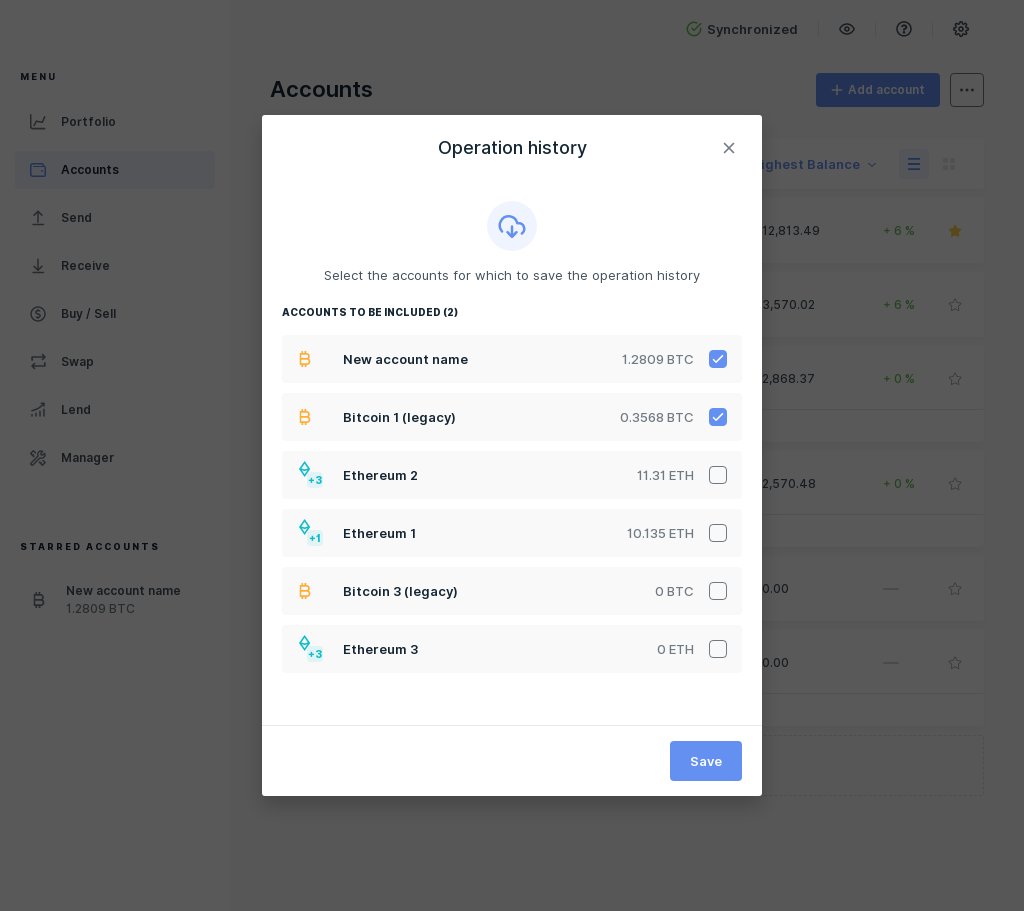 Synchronized
MENU
Accounts
Add account
Portfolio
Accounts
Send
Receive
Buy / Sell
Swap
Lend
Manager
STARRED ACCOUNTS
New account name
1.2809 BTC
Operation history
Select the accounts for which to save the operation history
ACCOUNTS TO BE INCLUDED (2)
New account name 1.2809 BTC
Bitcoin 1 (legacy) 0.3568 BTC
+3 Ethereum 2 11.31 ETH
+1 Ethereum 1 10.135 ETH
Bitcoin 3 (legacy) 0 BTC
+3 Ethereum 3 0 ETH
Save
Balance
12,813.49 + 6 %
3,570.02 + 6 %
2,868.37 + 0 %
2,570.48 + 0 %
0.00 —
0.00 —